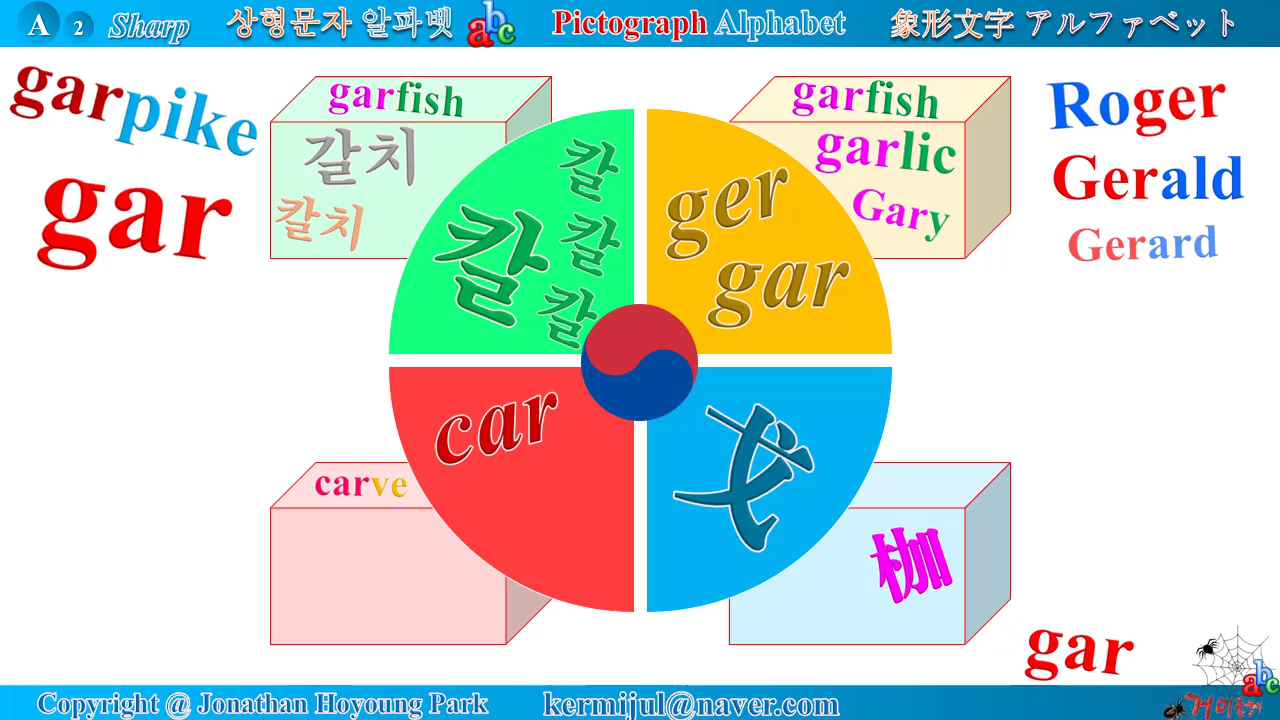 A 2 Sharp 상형문자 알파벳 abc Pictograph Alphabet 象形文字 アルファベット
garpike
gar
garfish
갈치
칼치
칼
칼
칼
칼
ger
gar
garfish
garlic
Gary
Roger
Gerald
Gerard
car
carve
戈
枷
gar
abc
Copyright @ Jonathan Hoyoung Park kermijul@naver.com